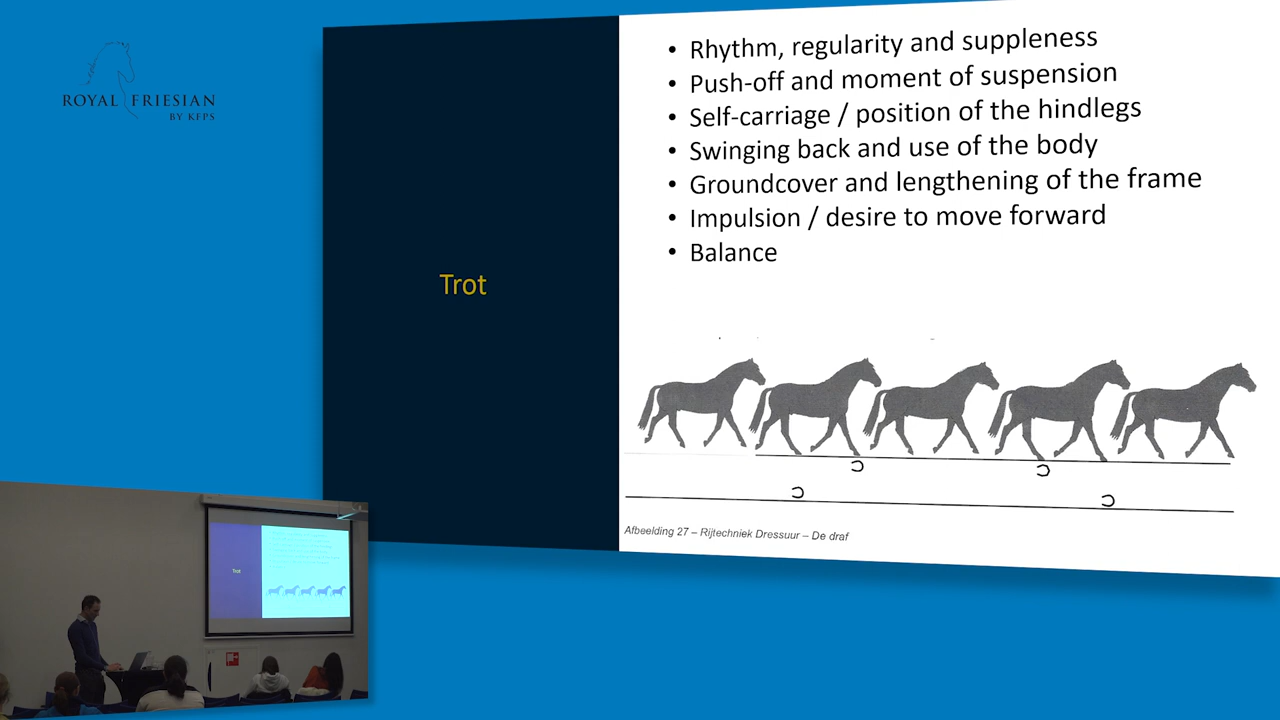 ROYAL FRIESIAN
BY KFPS
• Rhythm, regularity and suppleness
• Push-off and moment of suspension
• Self-carriage / position of the hindlegs
• Swinging back and use of the body
• Groundcover and lengthening of the frame
• Impulsion / desire to move forward
• Balance
Trot
Afbeelding 27 – Rijtechniek Dressuur – De draf
Trot